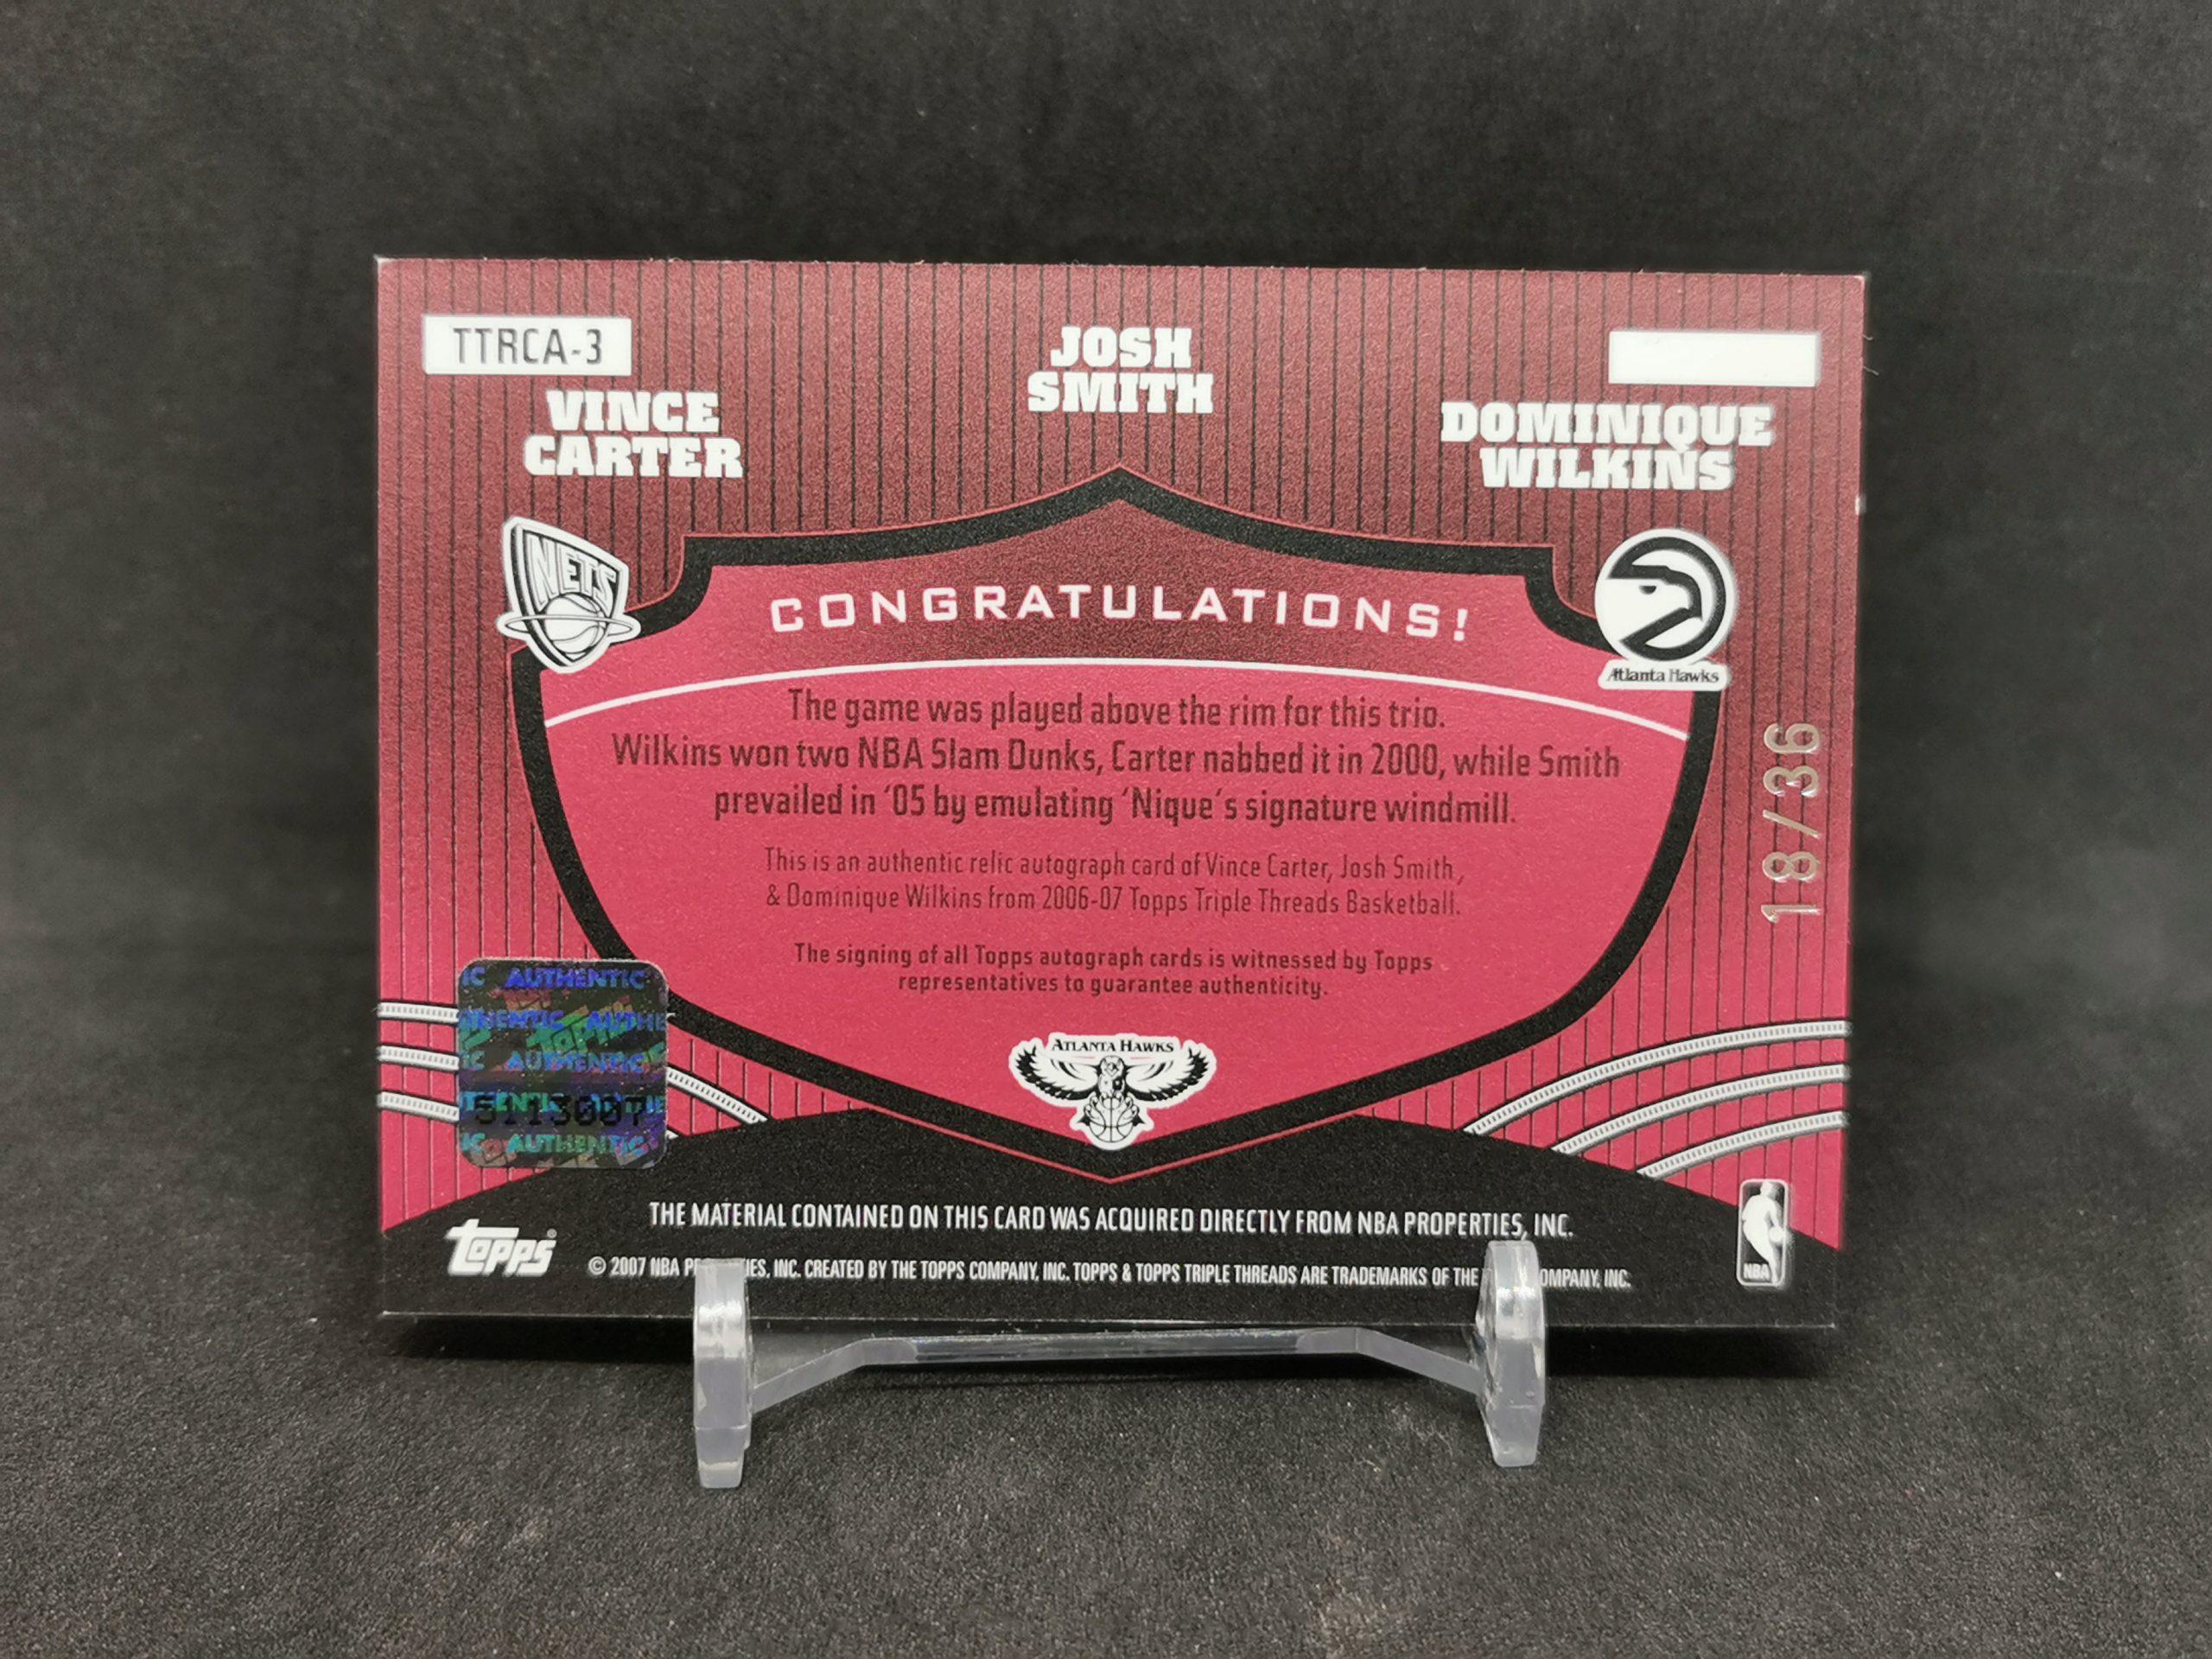 TTRCA-3
VINCE
CARTER
JOSH
SMITH
DOMINIQUE
WILKINS
NETS
Atlanta Hawks
CONGRATULATIONS!
The game was played above the rim for this trio.
Wilkins won two NBA Slam Dunks, Carter nabbed it in 2000, while Smith
prevailed in '05 by emulating 'Nique's signature windmill.
This is an authentic relic autograph card of Vince Carter, Josh Smith,
& Dominique Wilkins from 2006-07 Topps Triple Threads Basketball.
The signing of all Topps autograph cards is witnessed by Topps
representatives to guarantee authenticity.
18/36
AUTHENTIC
AUTHENTIC
AUTHENTIC
ATLANTA HAWKS
THE MATERIAL CONTAINED ON THIS CARD WAS ACQUIRED DIRECTLY FROM NBA PROPERTIES, INC.
Topps
© 2007 NBA INC. CREATED BY THE TOPPS COMPANY, INC. TOPPS & TOPPS TRIPLE THREADS ARE TRADEMARKS OF THE COMPANY, INC.
NBA